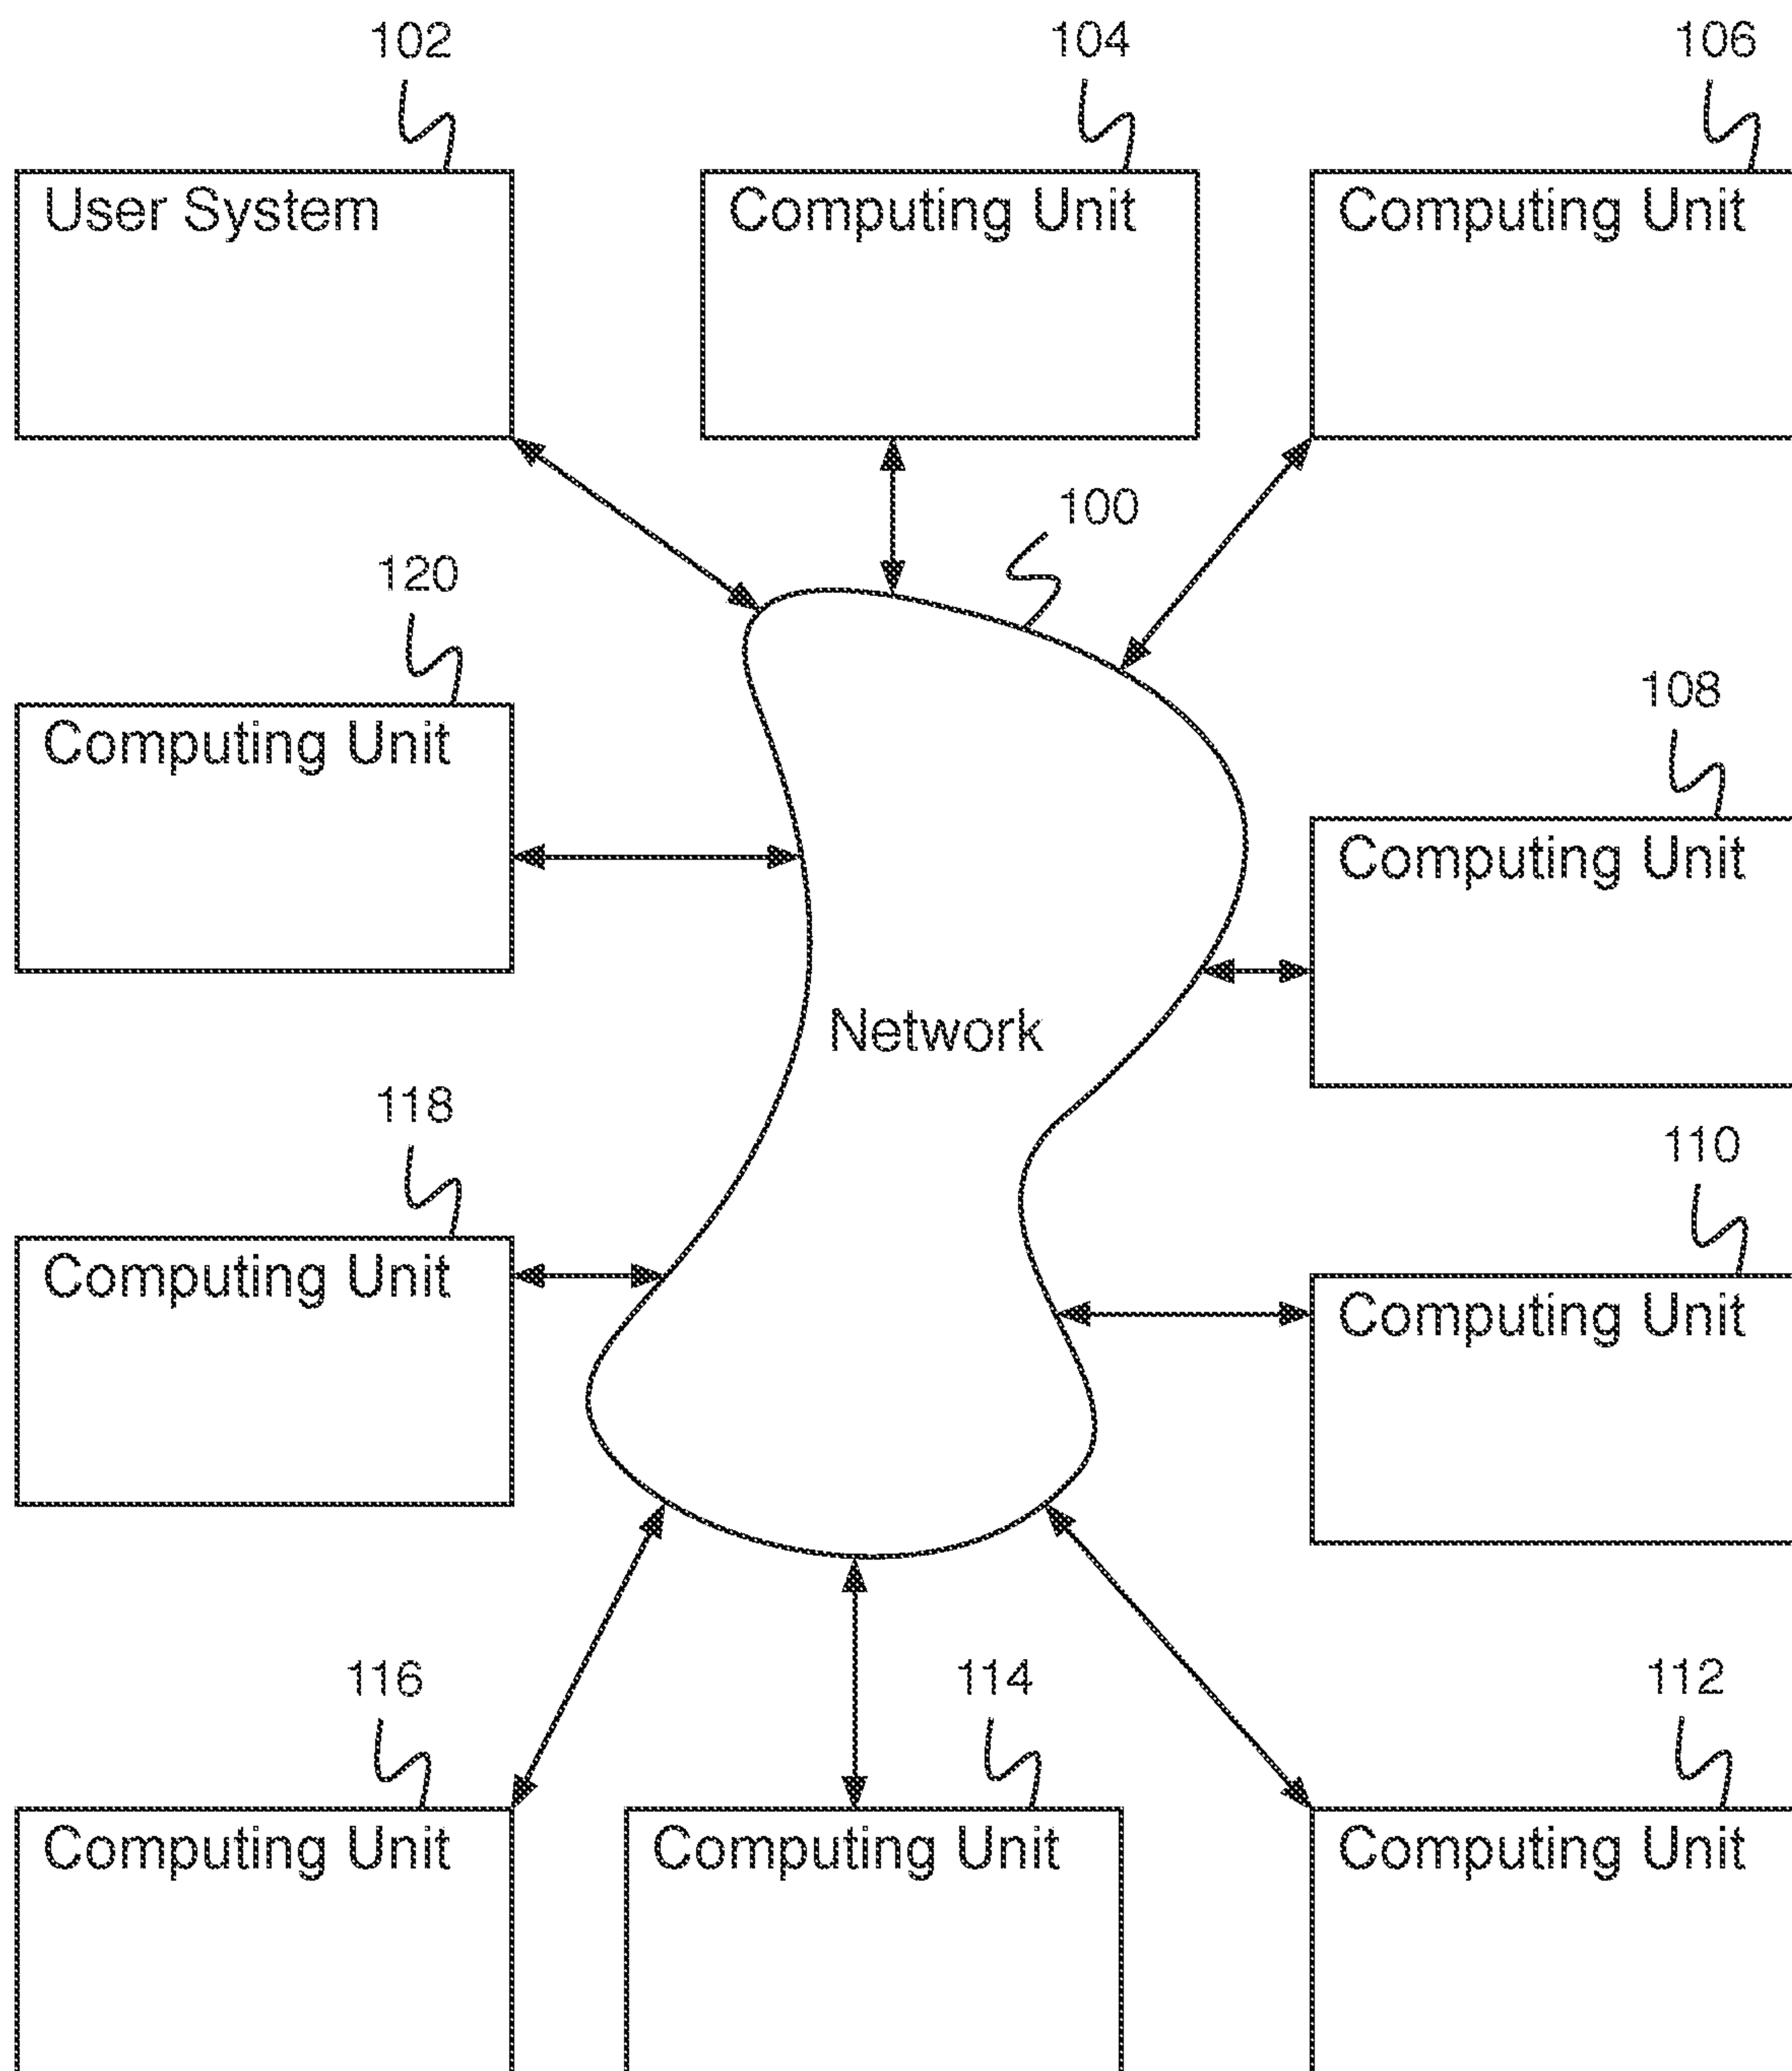 102
104
106
User System
Computing Unit
Computing Unit
100
120
108
Computing Unit
Computing Unit
Network
118
110
Computing Unit
Computing Unit
116
114
112
Computing Unit
Computing Unit
Computing Unit